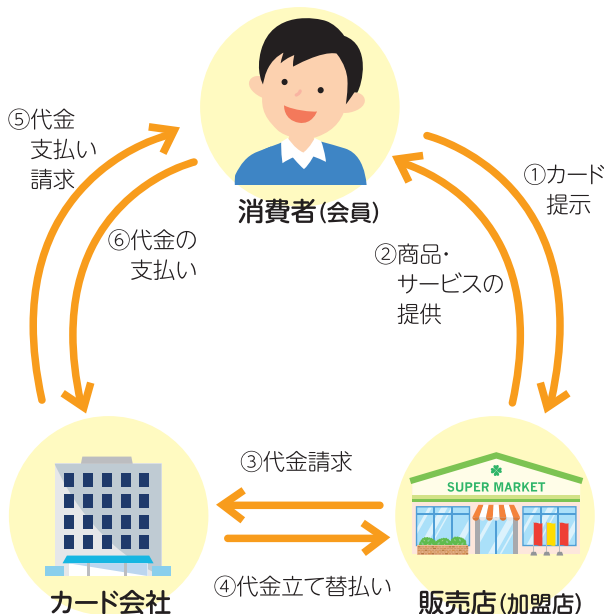 ⑤代金
支払い
請求
①カード
提示
消費者(会員)
⑥代金の
支払い
②商品・
サービスの
提供
③代金請求
SUPER MARKET
④代金立て替払い
カード会社
販売店(加盟店)